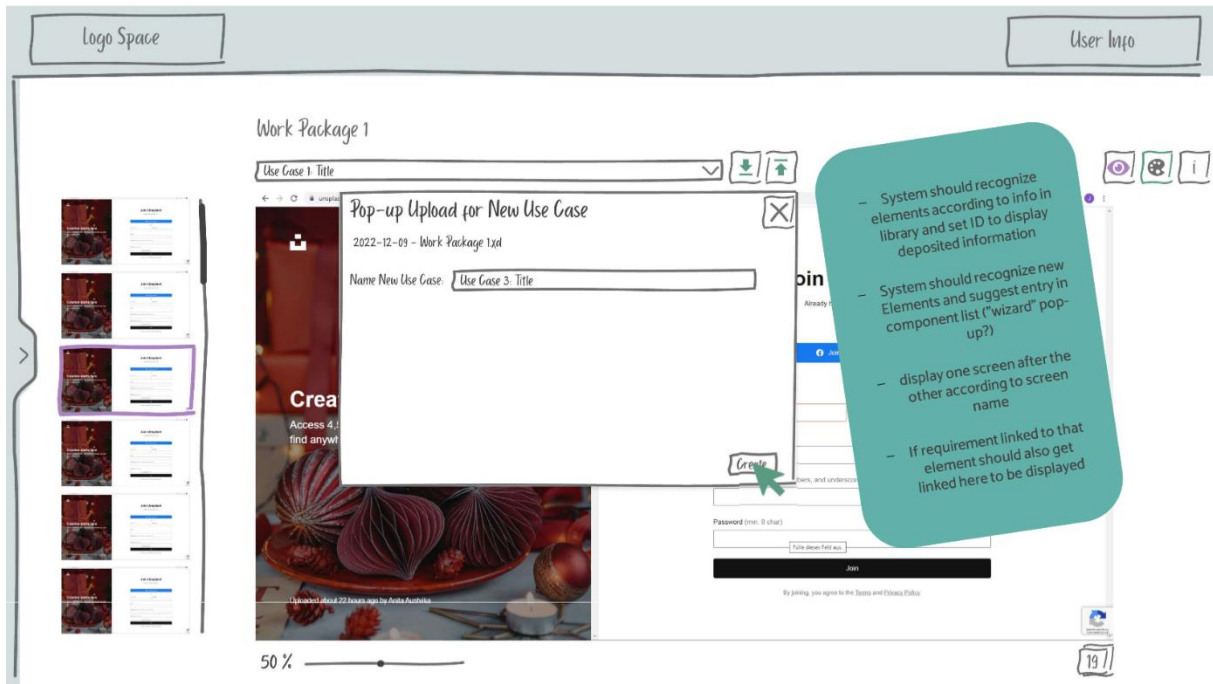 Logo Space
User Info
Work Package 1
Use Case 1: Title
i
Pop-up Upload for New Use Case
2022-12-09 - Work Package 1.xd
Name New Use Case: Use Case 3: Title
Create
– System should recognize
elements according to info in
library and set ID to display
deposited information
– System should recognize new
Elements and suggest entry in
component list ("wizard" pop-
up?)
– display one screen after the
other according to screen
name
– If requirement linked to that
element should also get
linked here to be displayed
oin
Already
Crea
Access 4,
find anywh
bers, and undersco
Password (min. 8 char)
Fülle dieses Feld aus.
Join
By joining, you agree to the Terms and Privacy Policy.
Uploaded about 22 hours ago by Anita Austvika
50 %
19